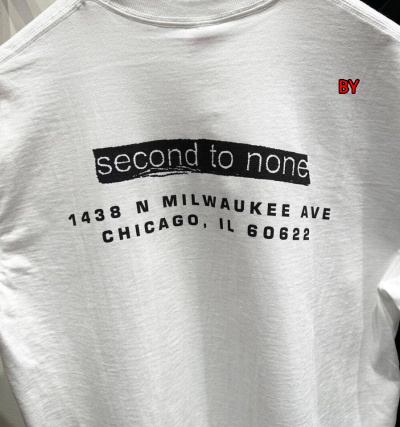 BY
second to none
1438 N MILWAUKEE AVE
CHICAGO, IL 60622